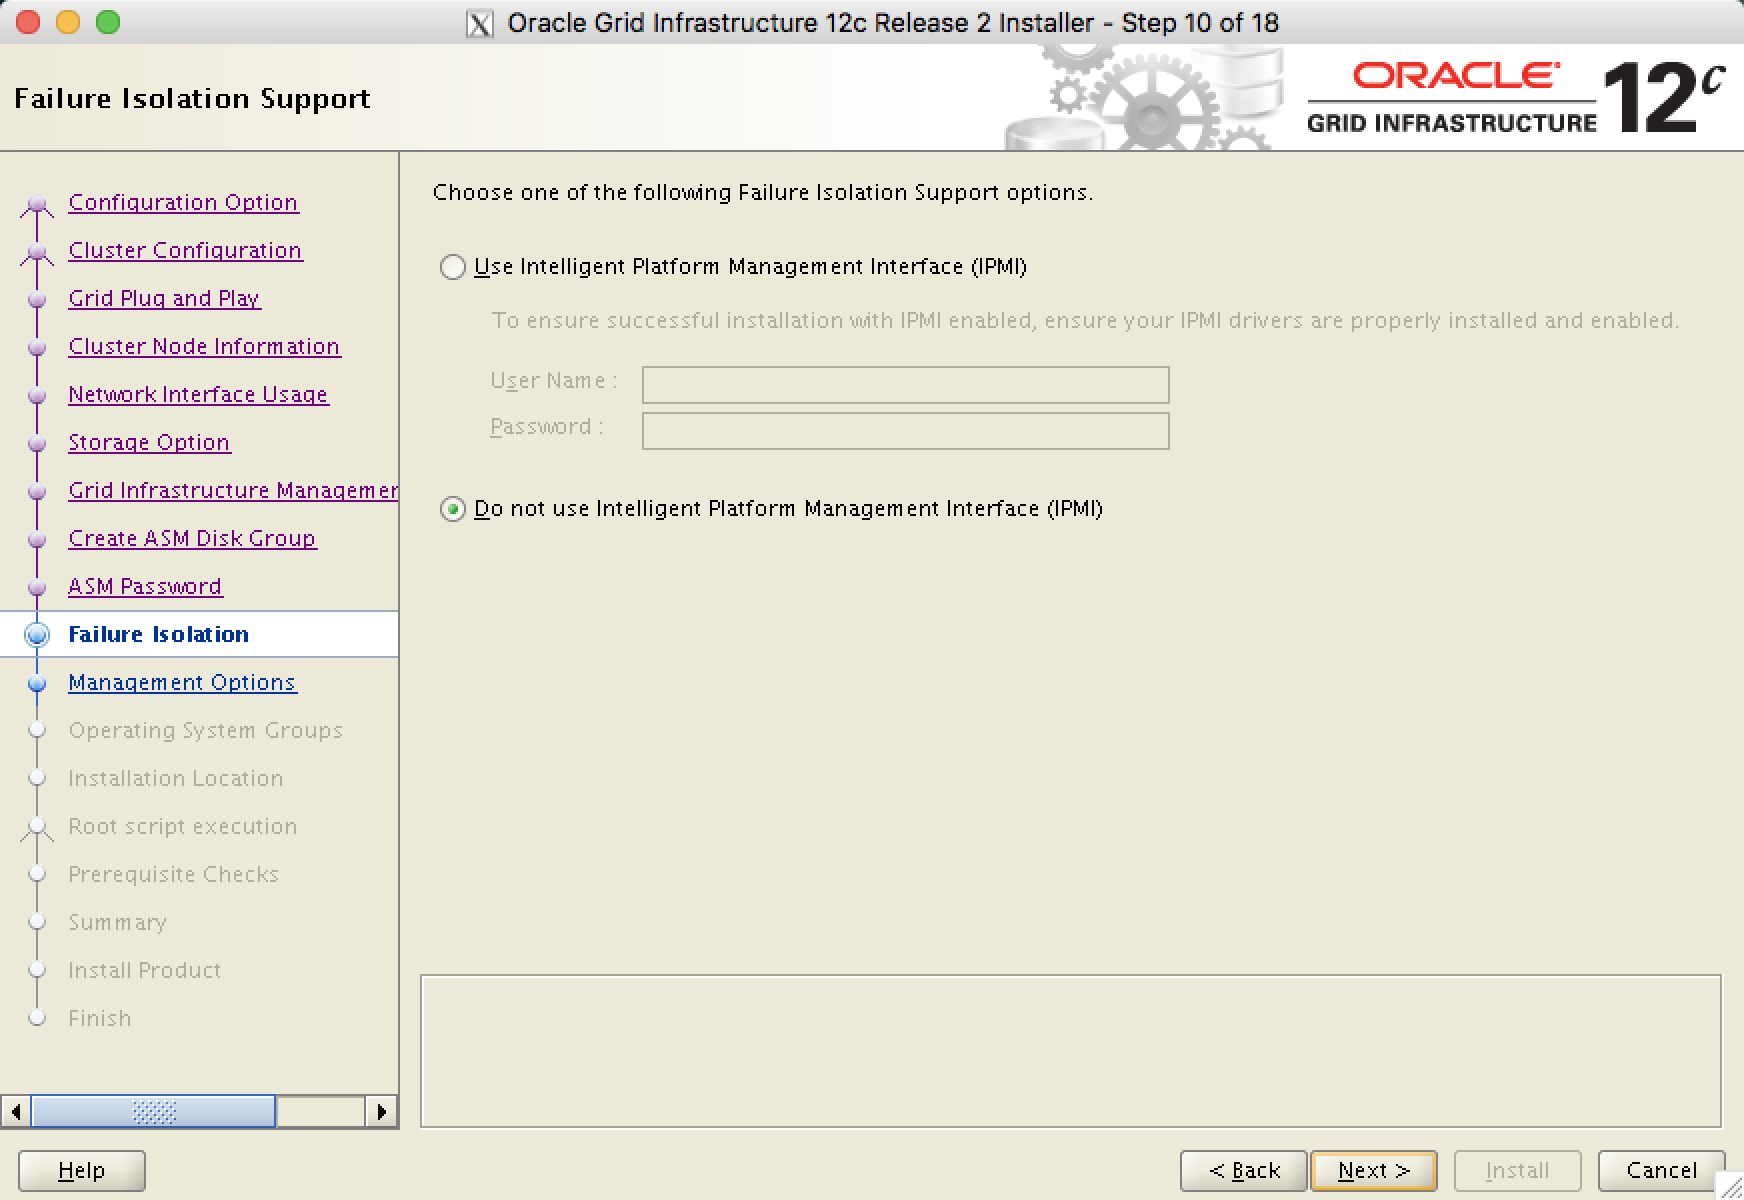 Oracle Grid Infrastructure 12c Release 2 Installer - Step 10 of 18
Failure Isolation Support
ORACLE
GRID INFRASTRUCTURE
12c
Configuration Option
Cluster Configuration
Grid Plug and Play
Cluster Node Information
Network Interface Usage
Storage Option
Grid Infrastructure Managemen
Create ASM Disk Group
ASM Password
Failure Isolation
Management Options
Operating System Groups
Installation Location
Root script execution
Prerequisite Checks
Summary
Install Product
Finish
Choose one of the following Failure Isolation Support options.
Use Intelligent Platform Management Interface (IPMI)
To ensure successful installation with IPMI enabled, ensure your IPMI drivers are properly installed and enabled.
User Name :
Password :
Do not use Intelligent Platform Management Interface (IPMI)
Help
< Back
Next >
Install
Cancel